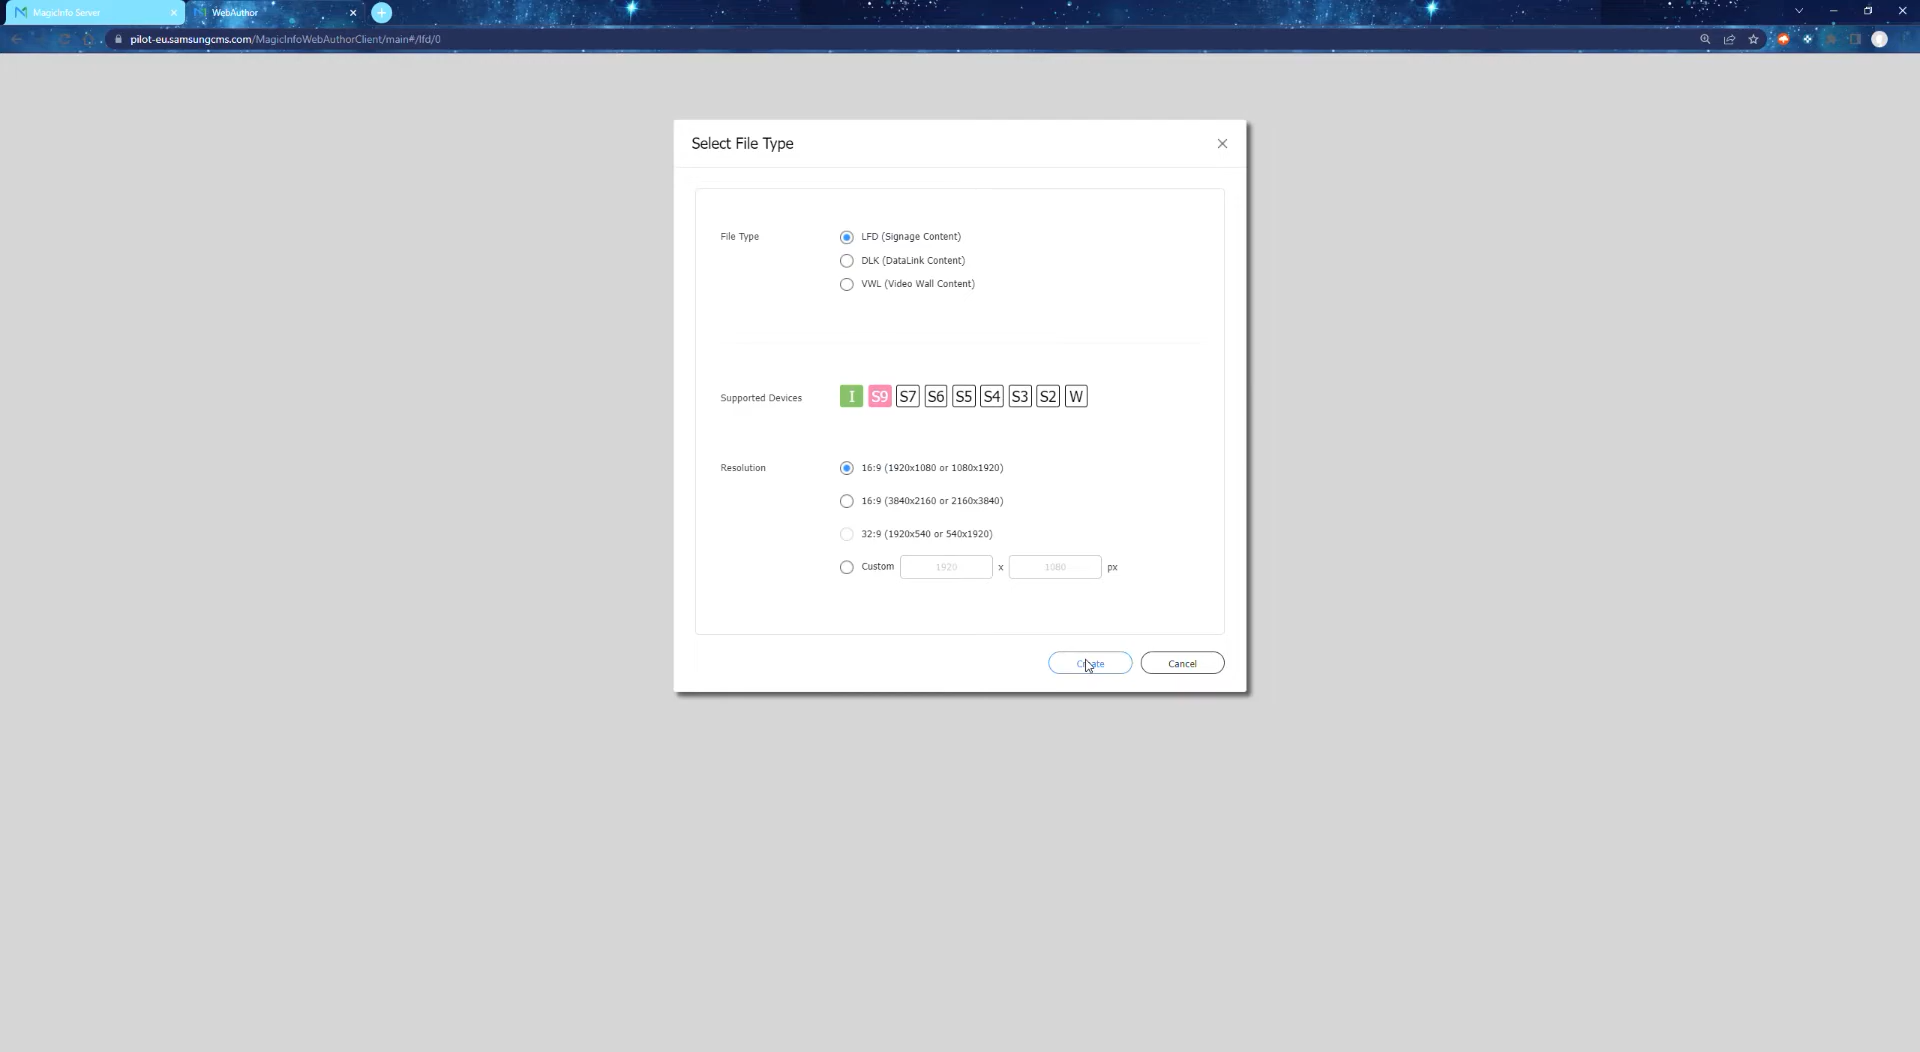 MagicInfo Server
WebAuthor
pilot-eu.samsungcms.com/MagicInfoWebAuthorClient/main#/lfd/0
Select File Type
File Type
LFD (Signage Content)
DLK (DataLink Content)
VWL (Video Wall Content)
Supported Devices
I S9 S7 S6 S5 S4 S3 S2 W
Resolution
16:9 (1920x1080 or 1080x1920)
16:9 (3840x2160 or 2160x3840)
32:9 (1920x540 or 540x1920)
Custom 1920 x 1080 px
Create Cancel